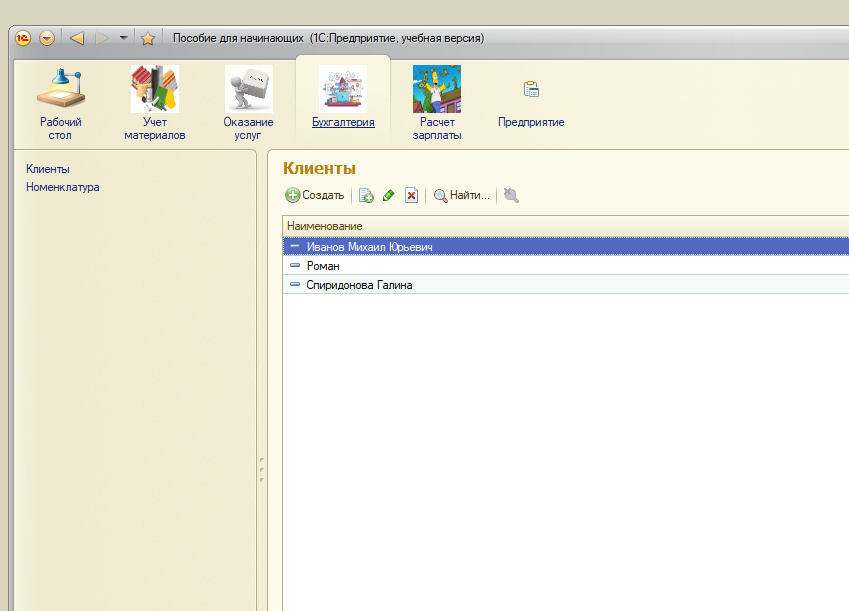 Пособие для начинающих (1С:Предприятие, учебная версия)
Рабочий стол
Учет материалов
Оказание услуг
Бухгалтерия
Расчет зарплаты
Предприятие
Клиенты
Номенклатура
Клиенты
Создать
Найти...
Наименование
Иванов Михаил Юрьевич
Роман
Спиридонова Галина